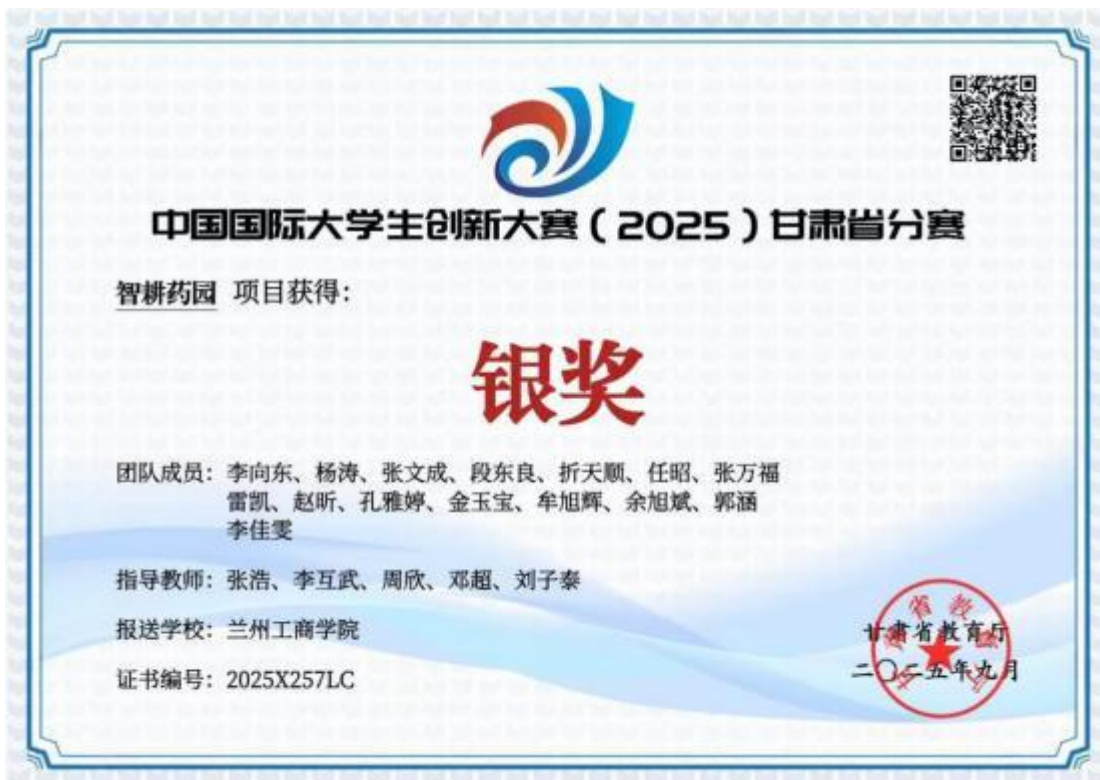 中国国际大学生创新大赛（2025）甘肃省分赛
智耕药园 项目获得：
银奖
团队成员：李向东、杨涛、张文成、段东良、折天顺、任昭、张万福
雷凯、赵昕、孔雅婷、金玉宝、牟旭辉、余旭斌、郭涵
李佳雯
指导教师：张浩、李互武、周欣、邓超、刘子泰
报送学校：兰州工商学院
证书编号：2025X257LC
甘肃省教育厅
二〇二五年九月
甘肃省教育厅